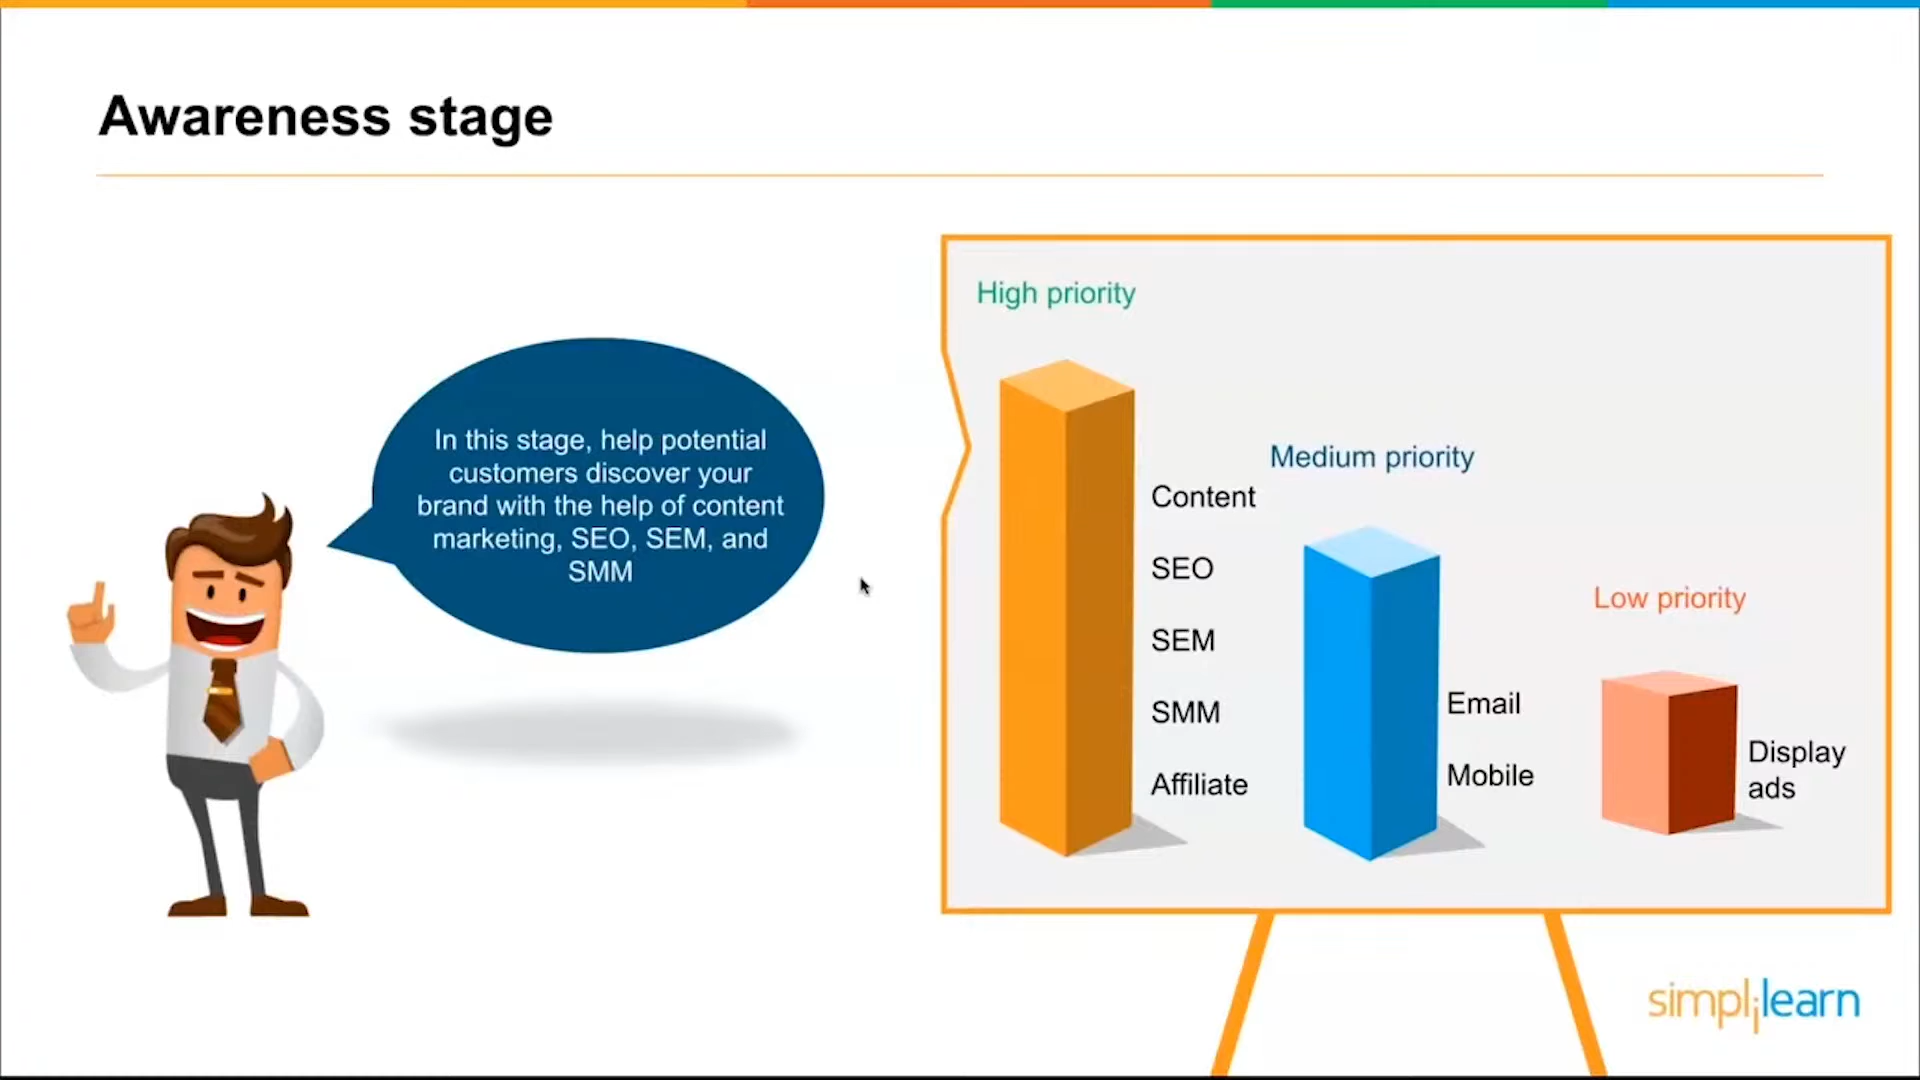 Awareness stage
In this stage, help potential
customers discover your
brand with the help of content
marketing, SEO, SEM, and
SMM
High priority
Content
SEO
SEM
SMM
Affiliate
Medium priority
Email
Mobile
Low priority
Display
ads
simplilearn